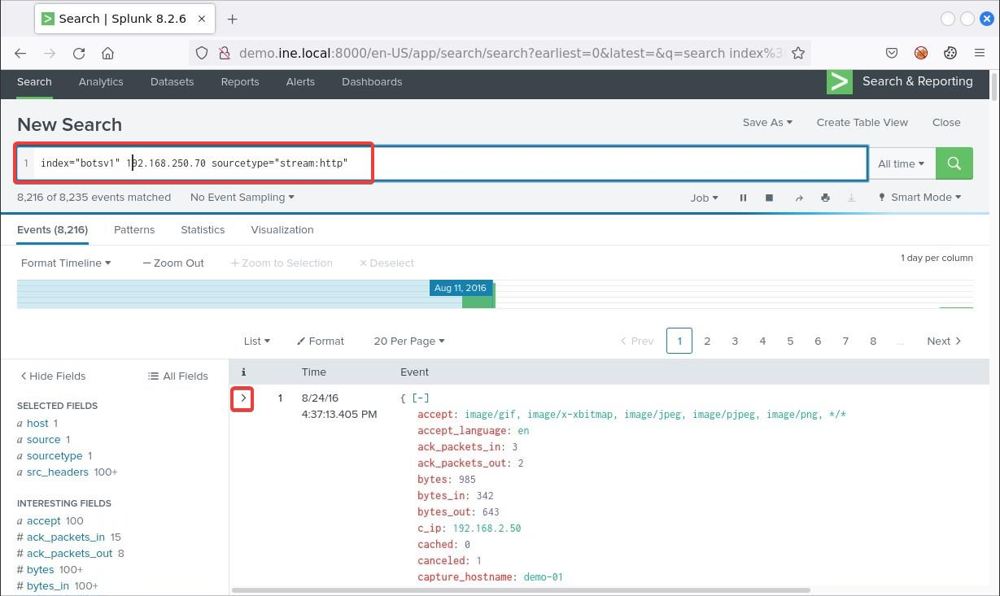 Search | Splunk 8.2.6
demo.ine.local:8000/en-US/app/search/search?earliest=0&latest=&q=search index%3
Search Analytics Datasets Reports Alerts Dashboards Search & Reporting
New Search Save As Create Table View Close
1 index="botsv1" 192.168.250.70 sourcetype="stream:http" All time
8,216 of 8,235 events matched No Event Sampling Job Smart Mode
Events (8,216) Patterns Statistics Visualization
Format Timeline — Zoom Out + Zoom to Selection × Deselect 1 day per column
Aug 11, 2016
List Format 20 Per Page < Prev 1 2 3 4 5 6 7 8 ... Next >
< Hide Fields All Fields i Time Event
SELECTED FIELDS
a host 1
a source 1
a sourcetype 1
a src_headers 100+
INTERESTING FIELDS
a accept 100
# ack_packets_in 15
# ack_packets_out 8
# bytes 100+
# bytes_in 100+
> 1 8/24/16 { [-]
4:37:13.405 PM accept: image/gif, image/x-xbitmap, image/jpeg, image/pjpeg, image/png, */*
accept_language: en
ack_packets_in: 3
ack_packets_out: 2
bytes: 985
bytes_in: 342
bytes_out: 643
c_ip: 192.168.2.50
cached: 0
canceled: 1
capture_hostname: demo-01